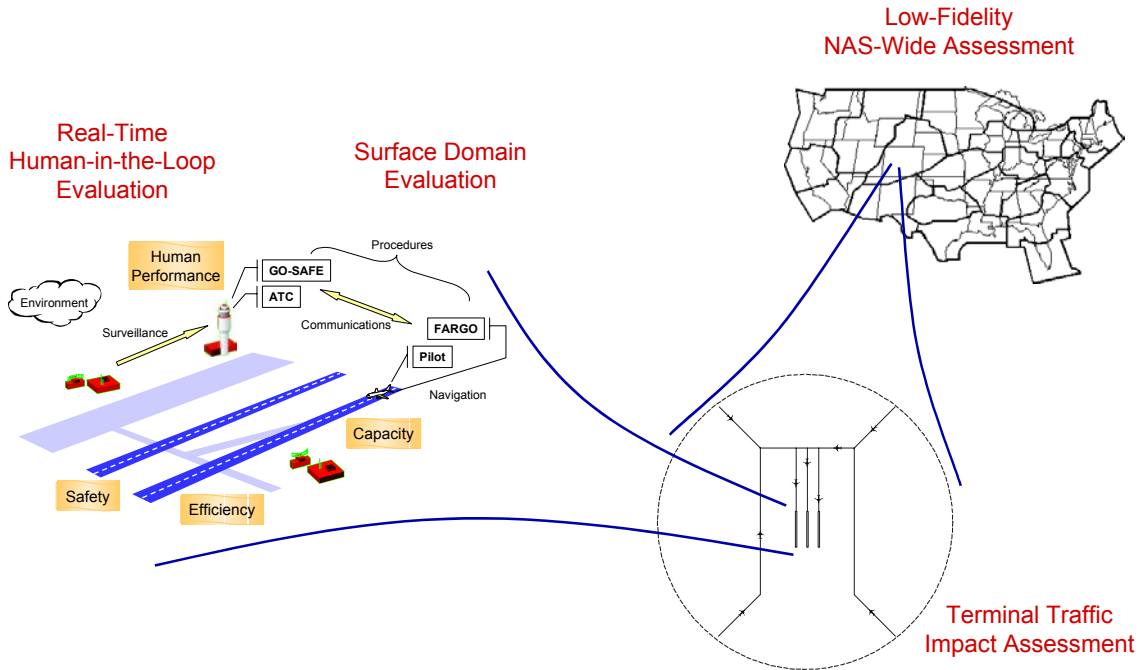 Low-Fidelity
NAS-Wide Assessment
Real-Time
Human-in-the-Loop
Evaluation
Surface Domain
Evaluation
Human
Performance
Procedures
GO-SAFE
ATC
Environment
Surveillance
Communications
FARGO
Pilot
Navigation
Capacity
Safety
Efficiency
Terminal Traffic
Impact Assessment